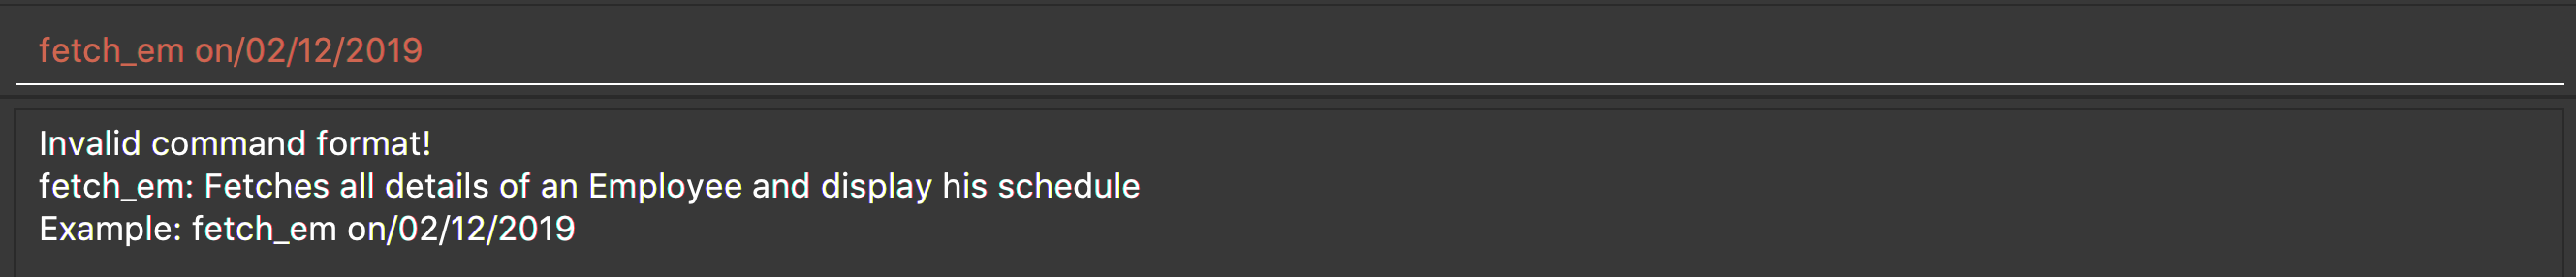 fetch_em on/02/12/2019
Invalid command format!
fetch_em: Fetches all details of an Employee and display his schedule
Example: fetch_em on/02/12/2019